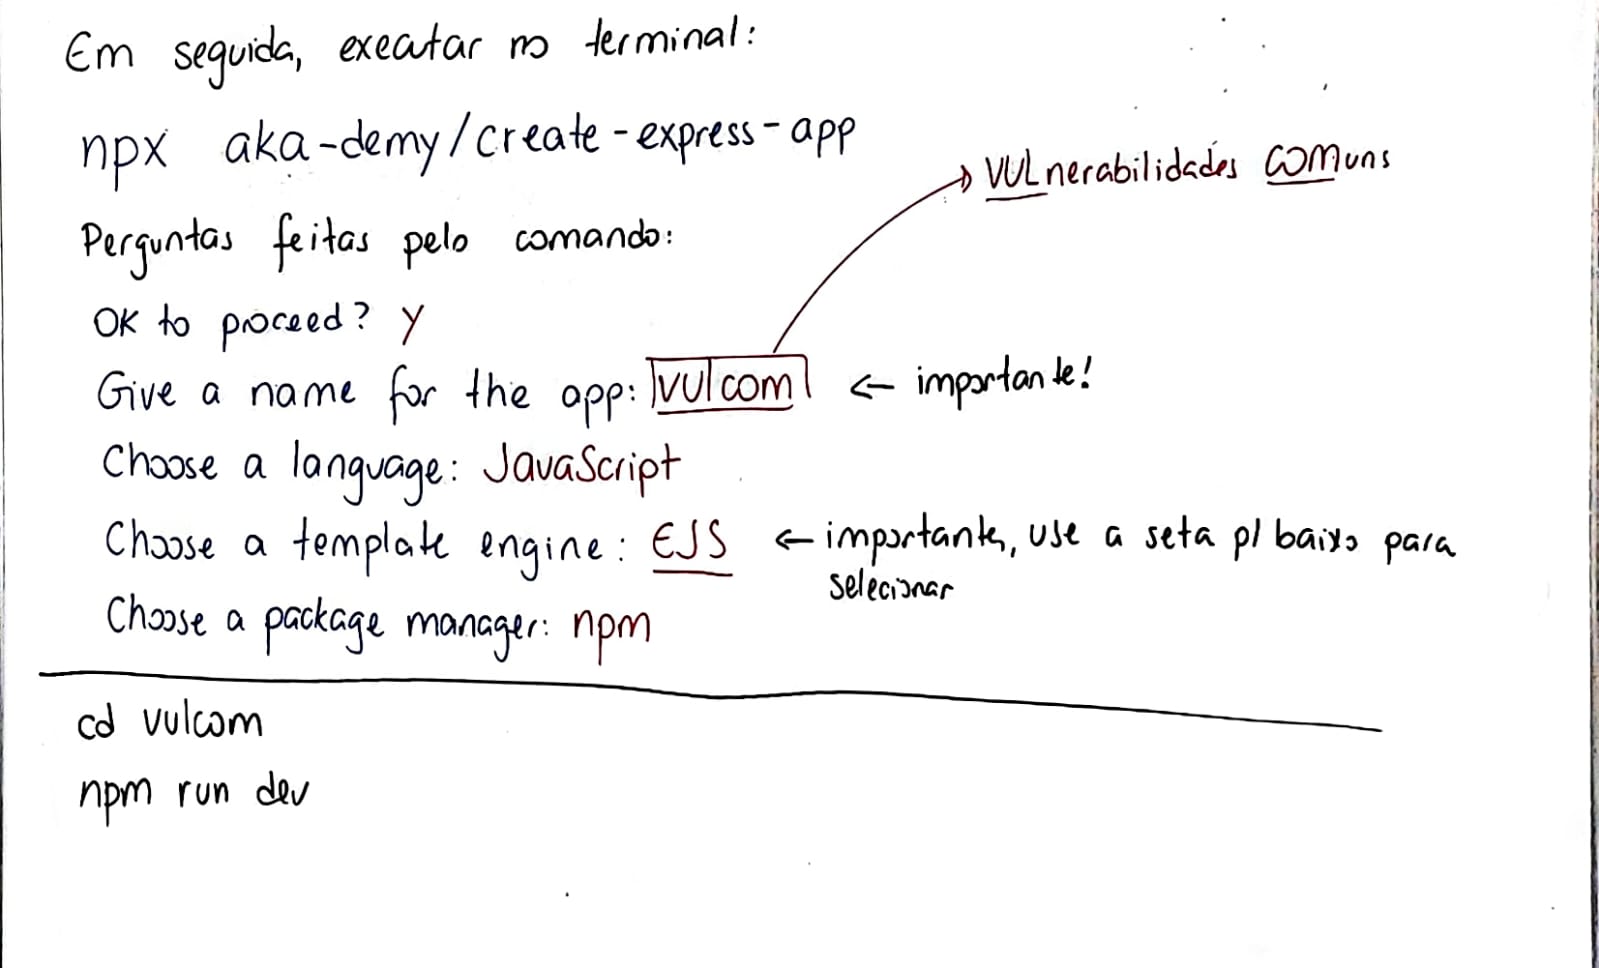 Em seguida, executar no terminal:
npx aka-demy/create-express-app
→ VULnerabilidades COMuns
Perguntas feitas pelo comando:
OK to proceed? y
Give a name for the app: vulcom ← importante!
Choose a language: JavaScript
Choose a template engine: EJS ← importante, use a seta p/ baixo para
selecionar
Choose a package manager: npm
cd vulcom
npm run dev